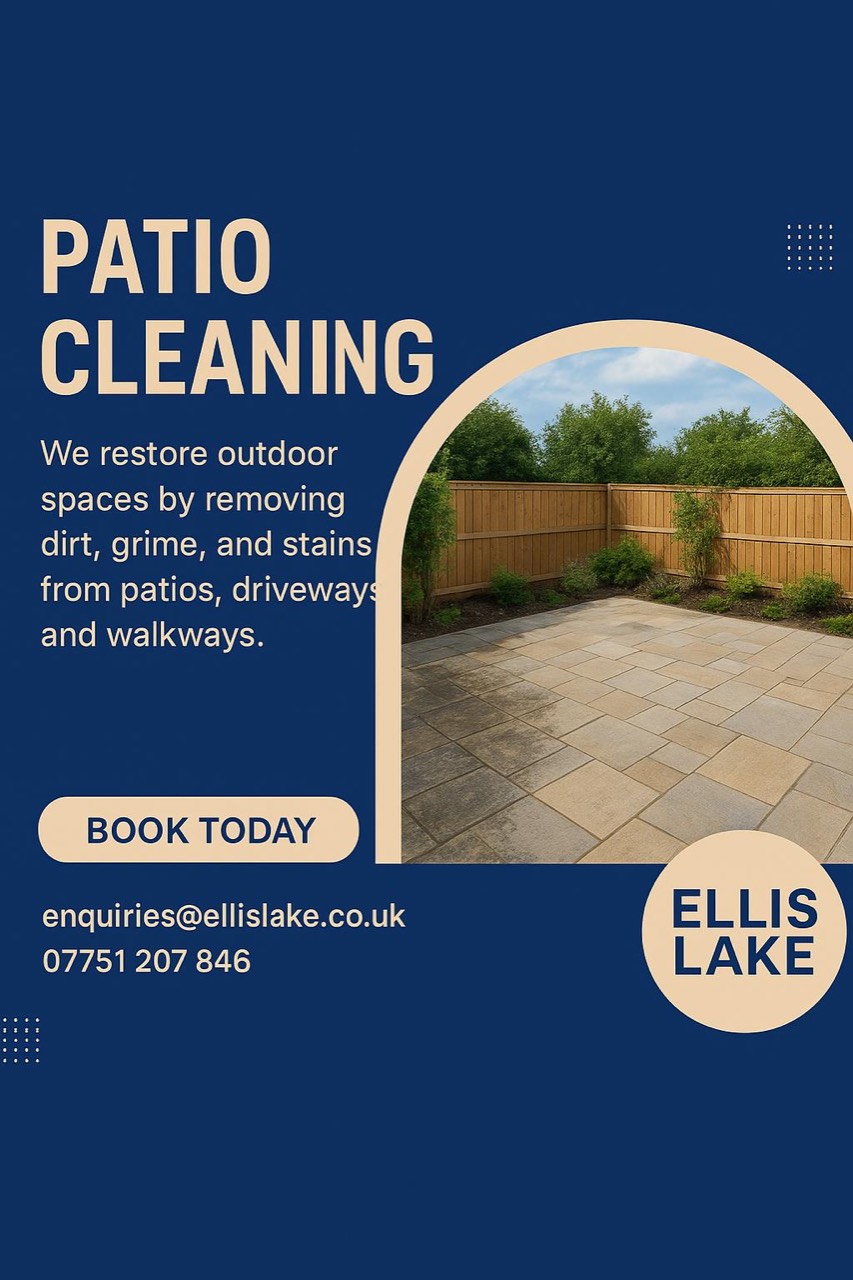 PATIO
CLEANING
We restore outdoor
spaces by removing
dirt, grime, and stains
from patios, driveways
and walkways.
BOOK TODAY
enquiries@ellislake.co.uk
07751 207 846
ELLIS
LAKE